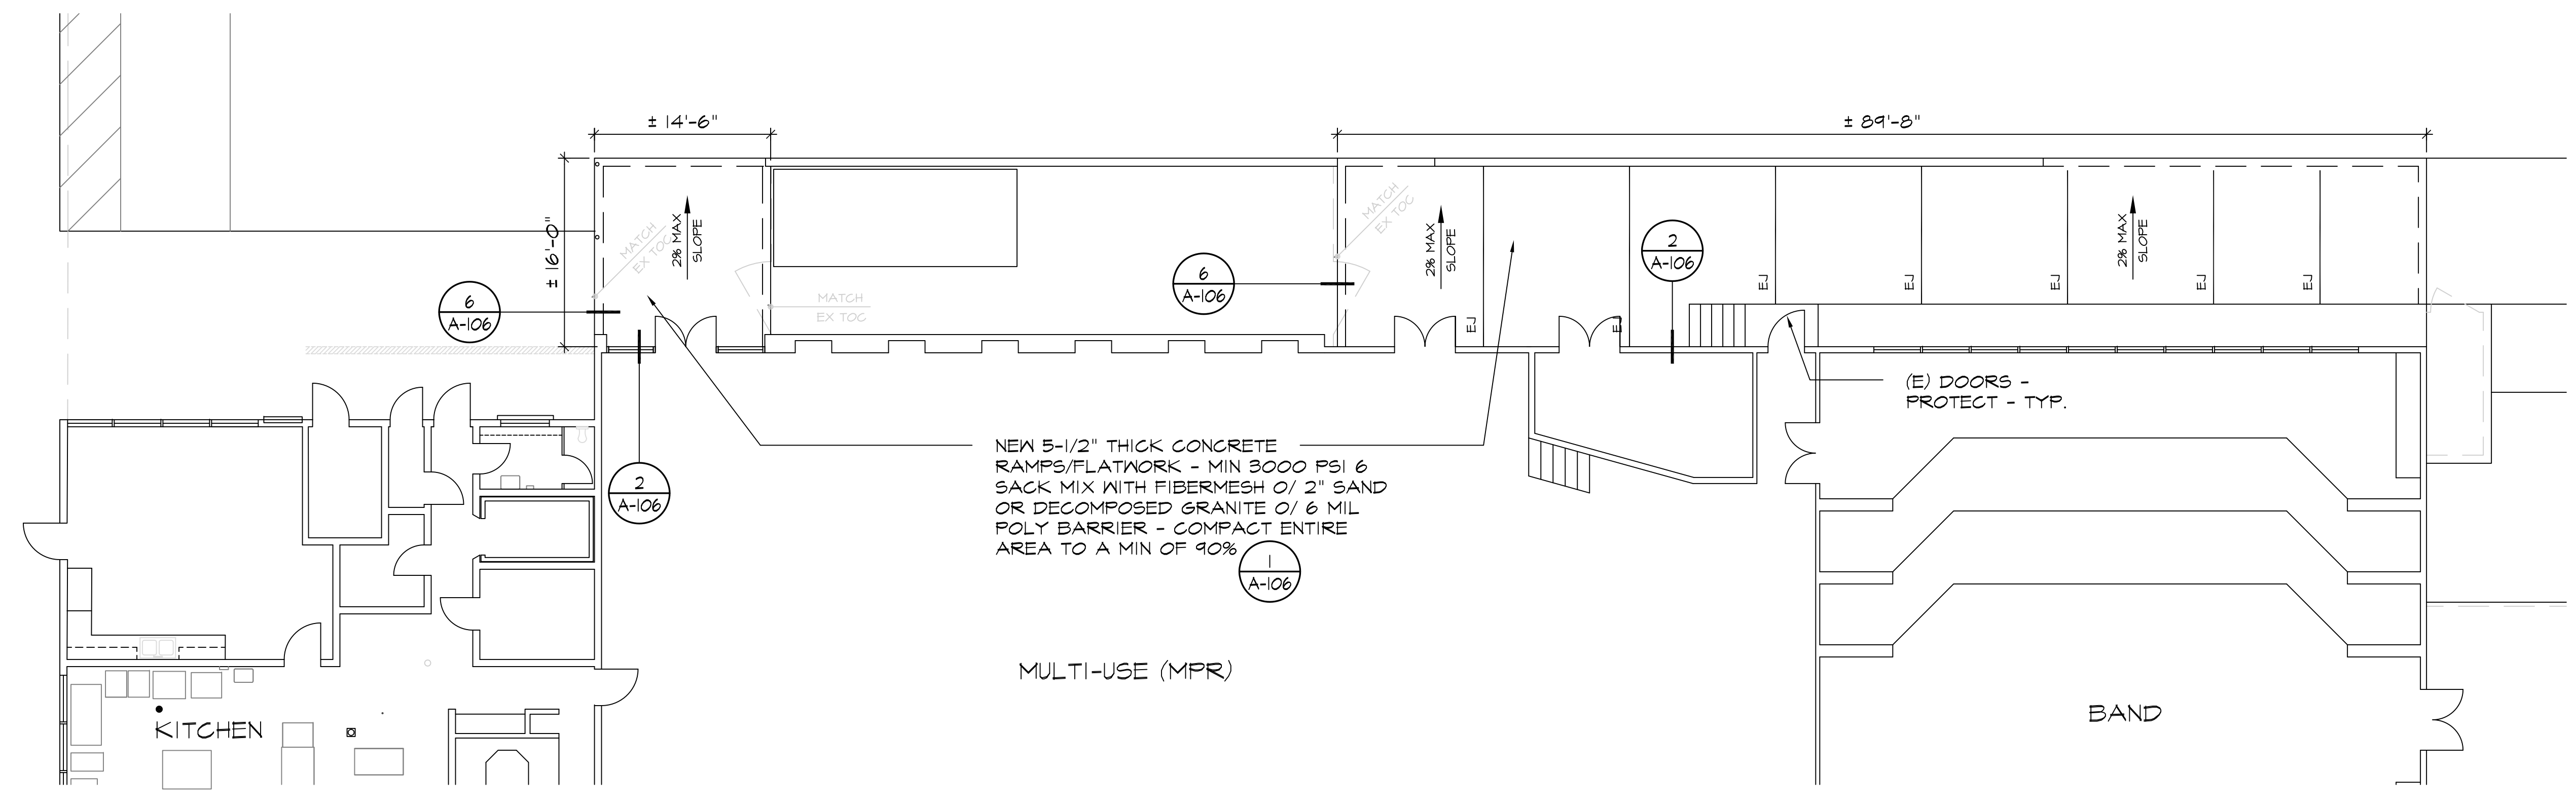 ± 14'-6"
± 89'-8"
± 16'-0"
MATCH
EX TOC
2% MAX
SLOPE
MATCH
EX TOC
MATCH
EX TOC
2% MAX
SLOPE
2% MAX
SLOPE
6
A-106
6
A-106
2
A-106
EJ
EJ
EJ
EJ
EJ
EJ
EJ
(E) DOORS -
PROTECT - TYP.
2
A-106
NEW 5-1/2" THICK CONCRETE
RAMPS/FLATWORK - MIN 3000 PSI 6
SACK MIX WITH FIBERMESH O/ 2" SAND
OR DECOMPOSED GRANITE O/ 6 MIL
POLY BARRIER - COMPACT ENTIRE
AREA TO A MIN OF 90%
1
A-106
MULTI-USE (MPR)
KITCHEN
BAND